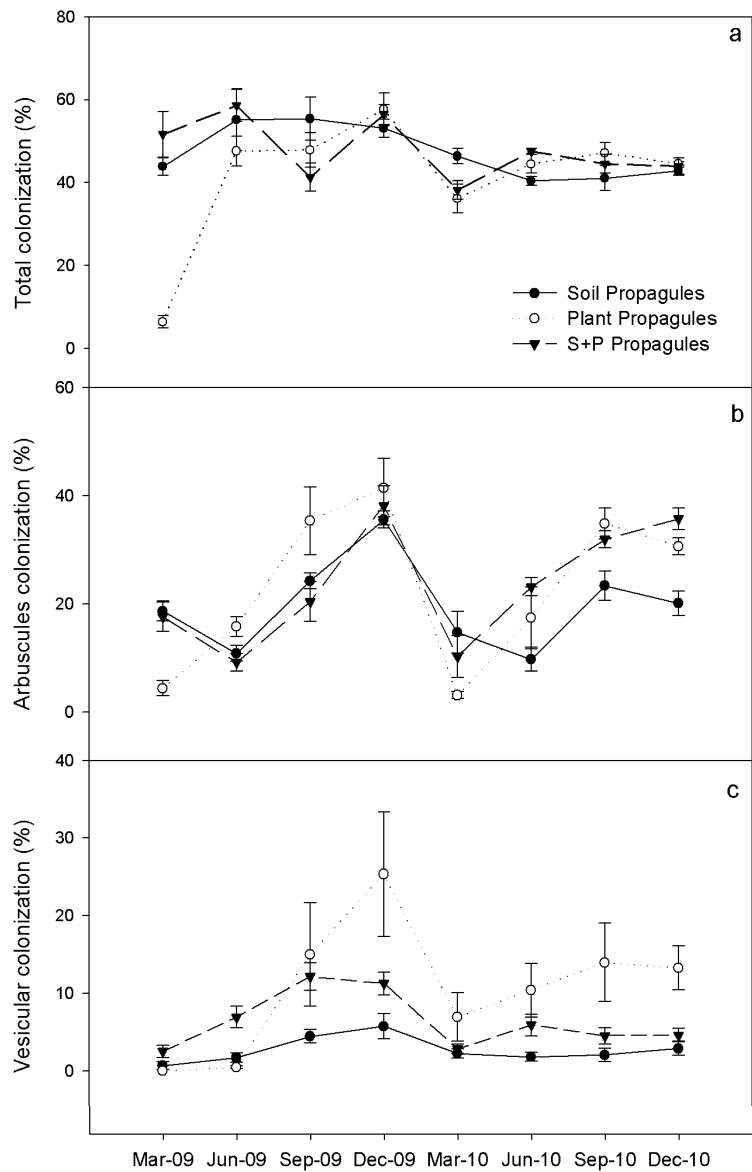 80
a
60
40
20
0
Total colonization (%)
Soil Propagules
Plant Propagules
S+P Propagules
60
b
40
20
0
Arbuscules colonization (%)
40
c
30
20
10
0
Vesicular colonization (%)
Mar-09 Jun-09 Sep-09 Dec-09 Mar-10 Jun-10 Sep-10 Dec-10